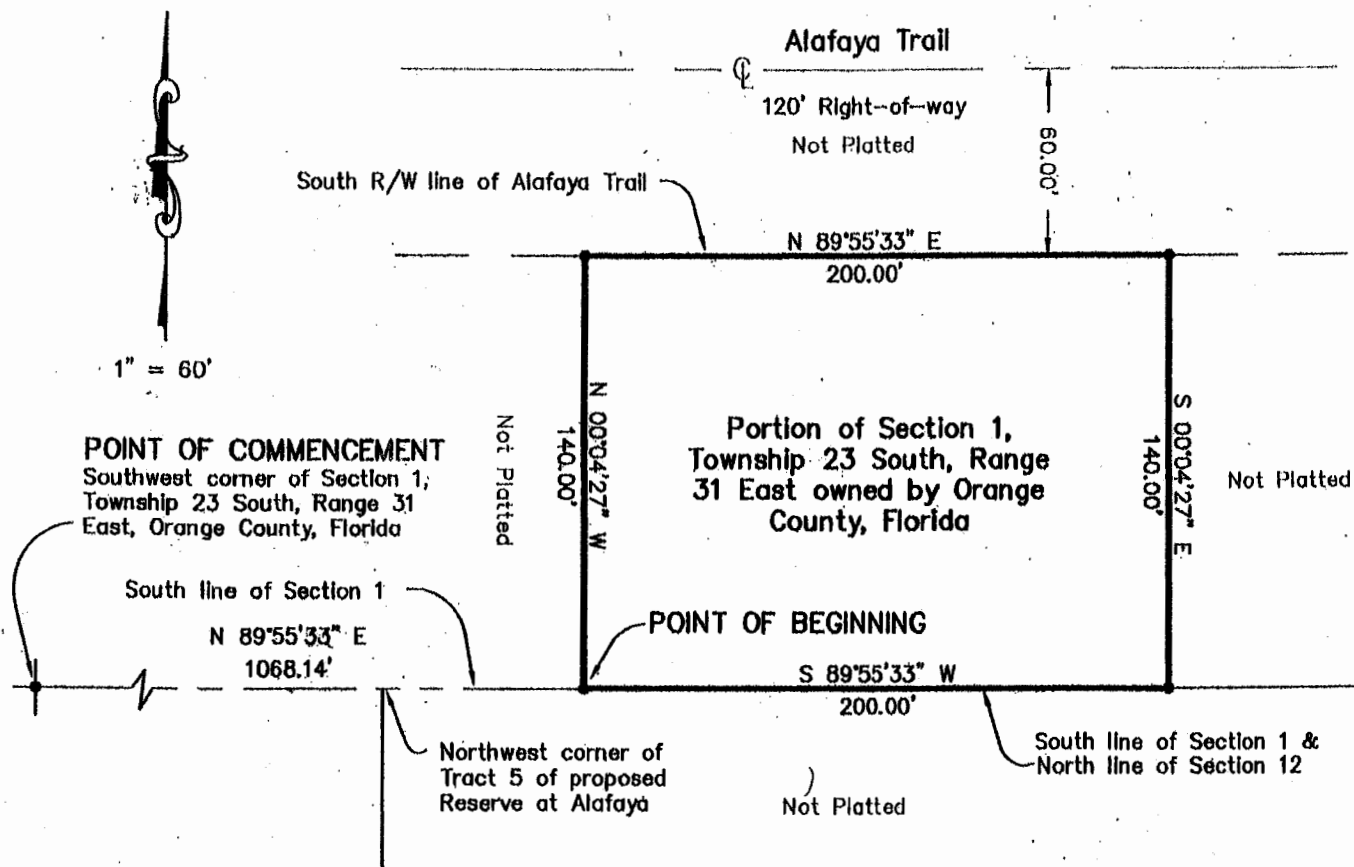 Alafaya Trail
℄
120' Right-of-way
Not Platted
60.00'
South R/W line of Alafaya Trail
N 89°55'33" E
200.00'
1" = 60'
N 00°04'27" W
140.00'
Not Platted
Portion of Section 1,
Township 23 South, Range
31 East owned by Orange
County, Florida
S 00°04'27" E
140.00'
Not Platted
POINT OF COMMENCEMENT
Southwest corner of Section 1,
Township 23 South, Range 31
East, Orange County, Florida
South line of Section 1
N 89°55'33" E
1068.14'
POINT OF BEGINNING
S 89°55'33" W
200.00'
Northwest corner of
Tract 5 of proposed
Reserve at Alafaya
South line of Section 1 &
North line of Section 12
Not Platted